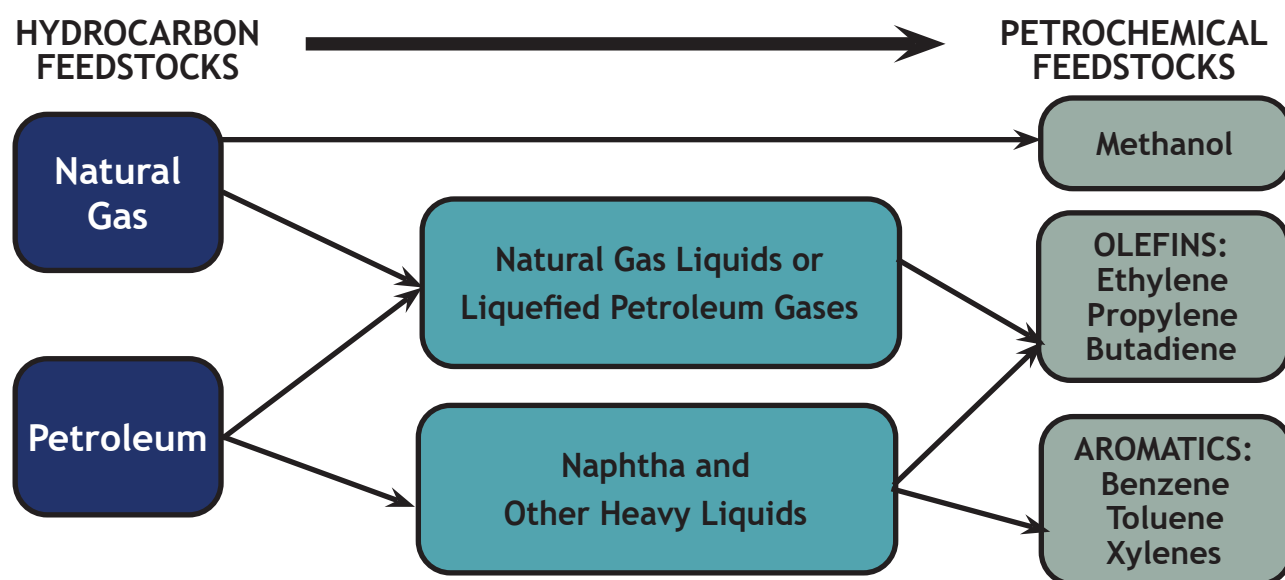 HYDROCARBON
FEEDSTOCKS
PETROCHEMICAL
FEEDSTOCKS
Natural
Gas
Methanol
Natural Gas Liquids or
Liquefied Petroleum Gases
OLEFINS:
Ethylene
Propylene
Butadiene
Petroleum
Naphtha and
Other Heavy Liquids
AROMATICS:
Benzene
Toluene
Xylenes